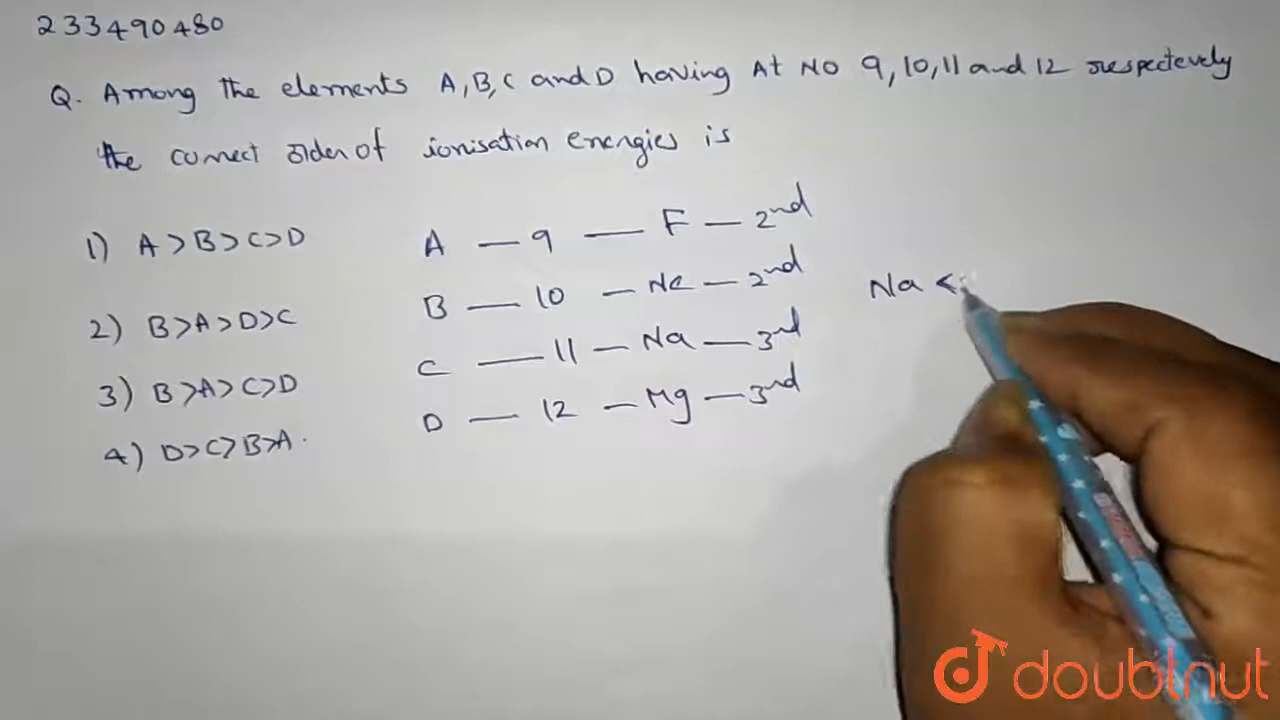 233490480
Q. Among the elements A, B, C and D having At No 9, 10, 11 and 12 respectevely
the correct order of ionisation energies is
1) A > B > C > D
2) B > A > D > C
3) B > A > C > D
4) D > C > B > A.
A — 9 — F — 2nd
B — 10 — Ne — 2nd
C — 11 — Na — 3rd
D — 12 — Mg — 3rd
Na <
doubtnut